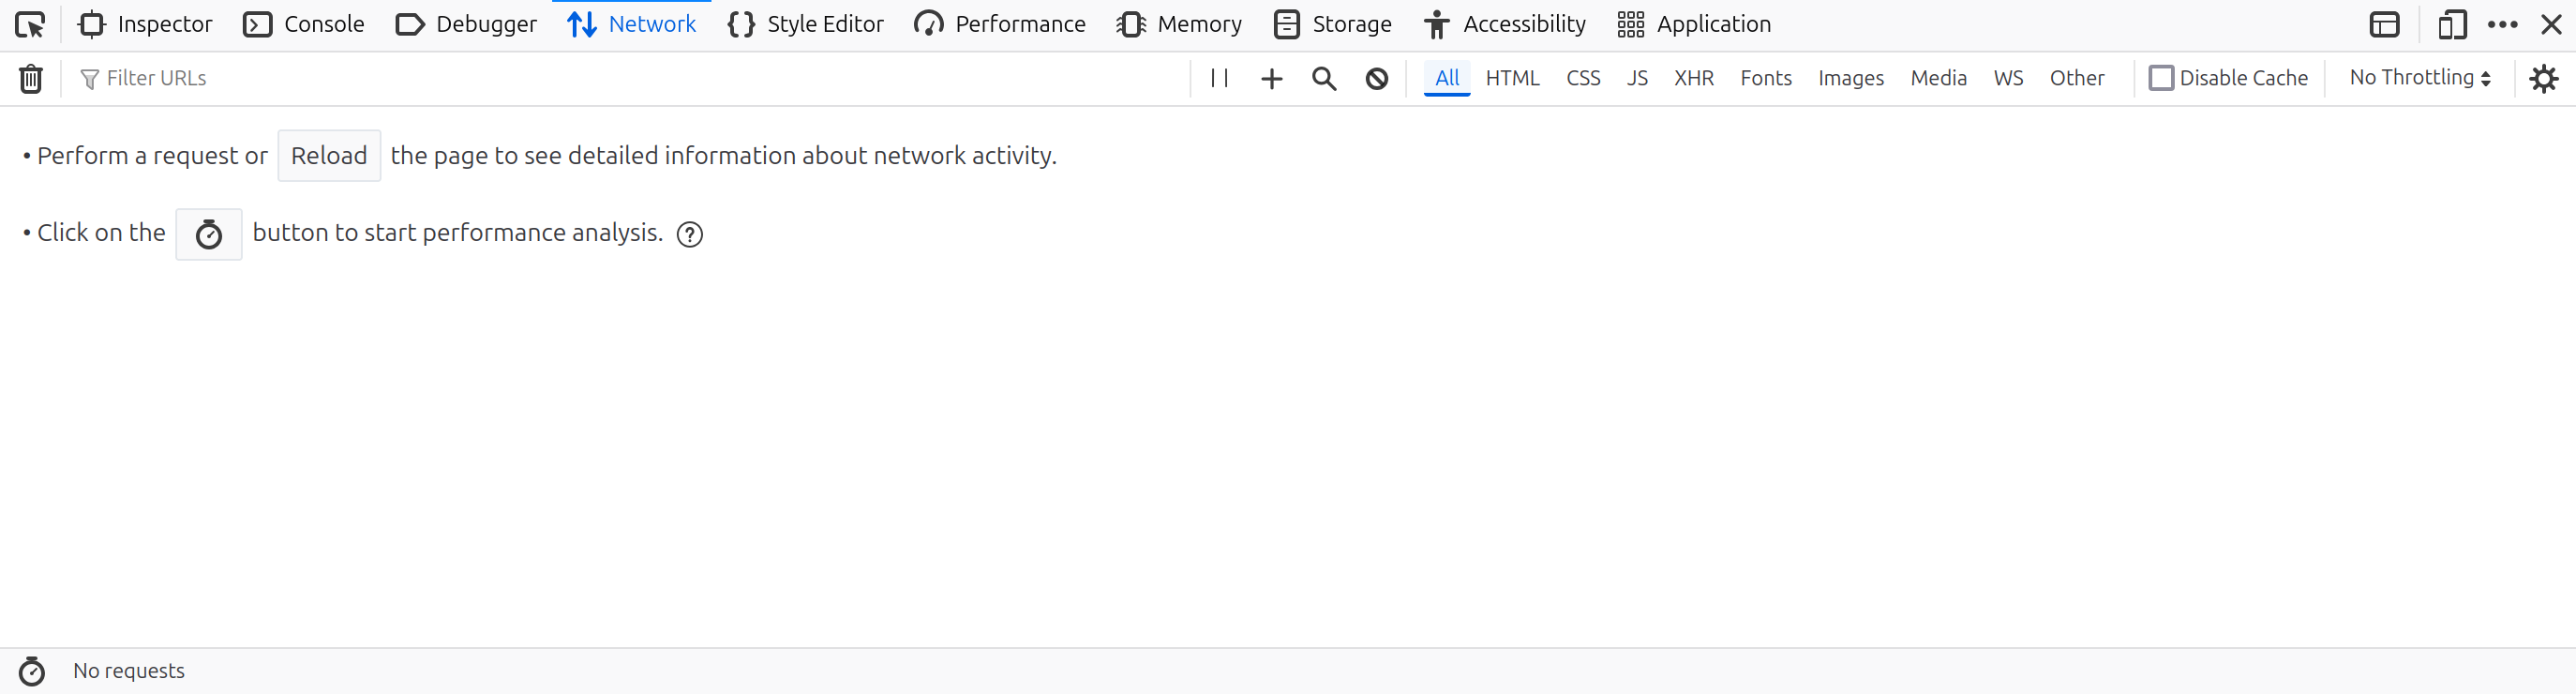 Inspector Console Debugger Network Style Editor Performance Memory Storage Accessibility Application
Filter URLs All HTML CSS JS XHR Fonts Images Media WS Other Disable Cache No Throttling
• Perform a request or Reload the page to see detailed information about network activity.
• Click on the button to start performance analysis. ?
No requests